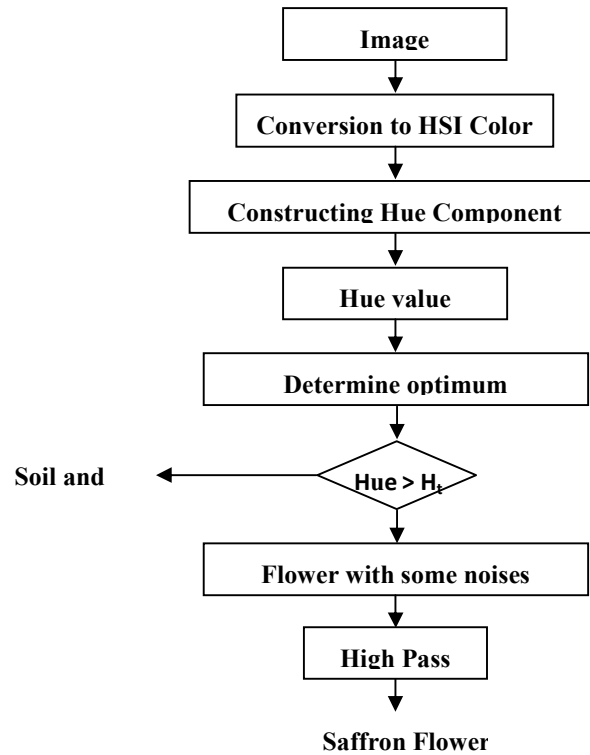 Image
Conversion to HSI Color
Constructing Hue Component
Hue value
Determine optimum
Soil and
Hue > Hₜ
Flower with some noises
High Pass
Saffron Flower